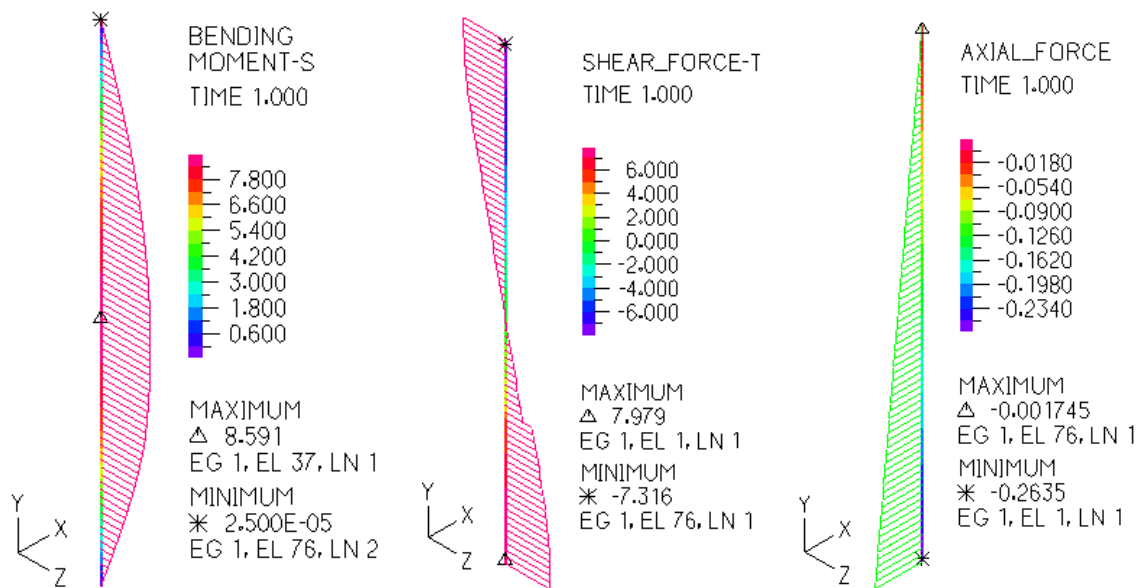 BENDING
MOMENT-S
TIME 1.000
7.800
6.600
5.400
4.200
3.000
1.800
0.600
MAXIMUM
△ 8.591
EG 1, EL 37, LN 1
MINIMUM
✳ 2.500E-05
EG 1, EL 76, LN 2
Y
X
Z
SHEAR_FORCE-T
TIME 1.000
6.000
4.000
2.000
0.000
-2.000
-4.000
-6.000
MAXIMUM
△ 7.979
EG 1, EL 1, LN 1
MINIMUM
✳ -7.316
EG 1, EL 76, LN 1
Y
X
Z
AXIAL_FORCE
TIME 1.000
-0.0180
-0.0540
-0.0900
-0.1260
-0.1620
-0.1980
-0.2340
MAXIMUM
△ -0.001745
EG 1, EL 76, LN 1
MINIMUM
✳ -0.2635
EG 1, EL 1, LN 1
Y
X
Z